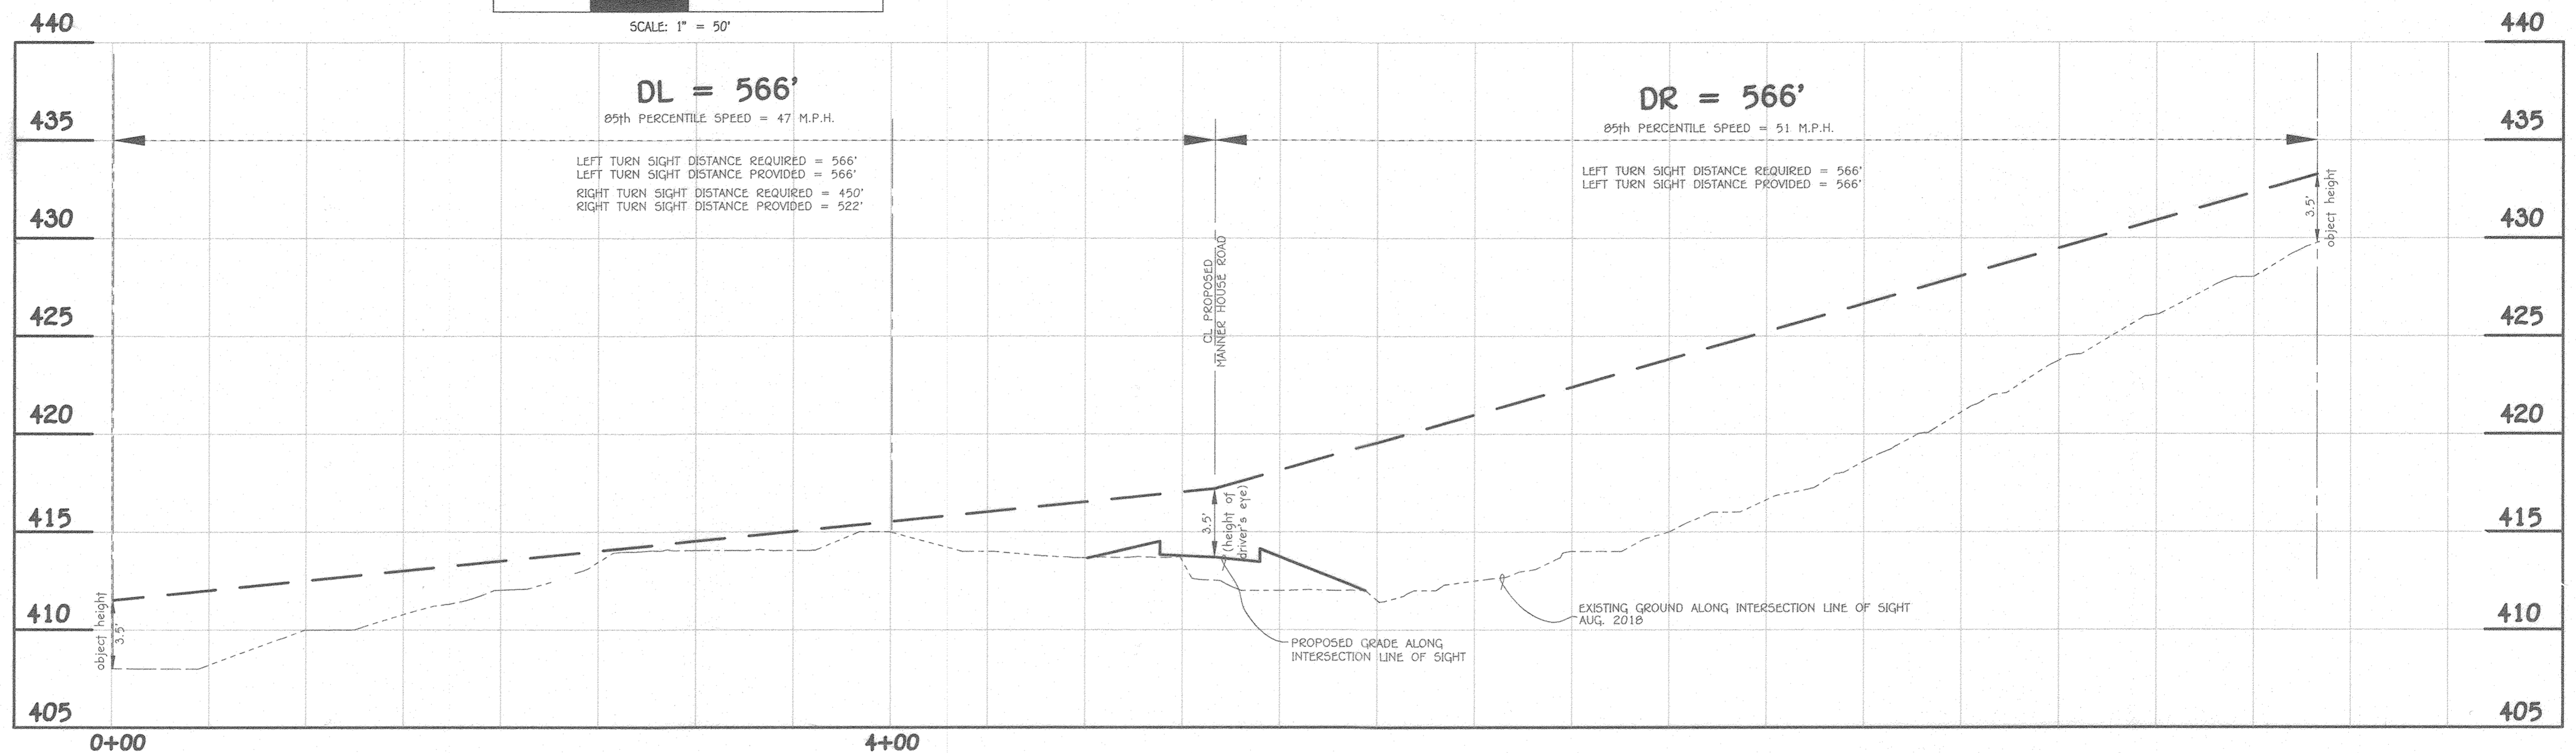 SCALE: 1" = 50'
440
440
DL = 566'
85th PERCENTILE SPEED = 47 M.P.H.
DR = 566'
85th PERCENTILE SPEED = 51 M.P.H.
435
435
LEFT TURN SIGHT DISTANCE REQUIRED = 566'
LEFT TURN SIGHT DISTANCE PROVIDED = 566'
RIGHT TURN SIGHT DISTANCE REQUIRED = 450'
RIGHT TURN SIGHT DISTANCE PROVIDED = 522'
LEFT TURN SIGHT DISTANCE REQUIRED = 566'
LEFT TURN SIGHT DISTANCE PROVIDED = 566'
3.5'
object height
430
430
CL PROPOSED
MANNER HOUSE ROAD
425
425
420
420
415
415
3.5'
(height of
driver's eye)
object height
3.5'
410
410
EXISTING GROUND ALONG INTERSECTION LINE OF SIGHT
AUG. 2018
PROPOSED GRADE ALONG
INTERSECTION LINE OF SIGHT
405
405
0+00
4+00